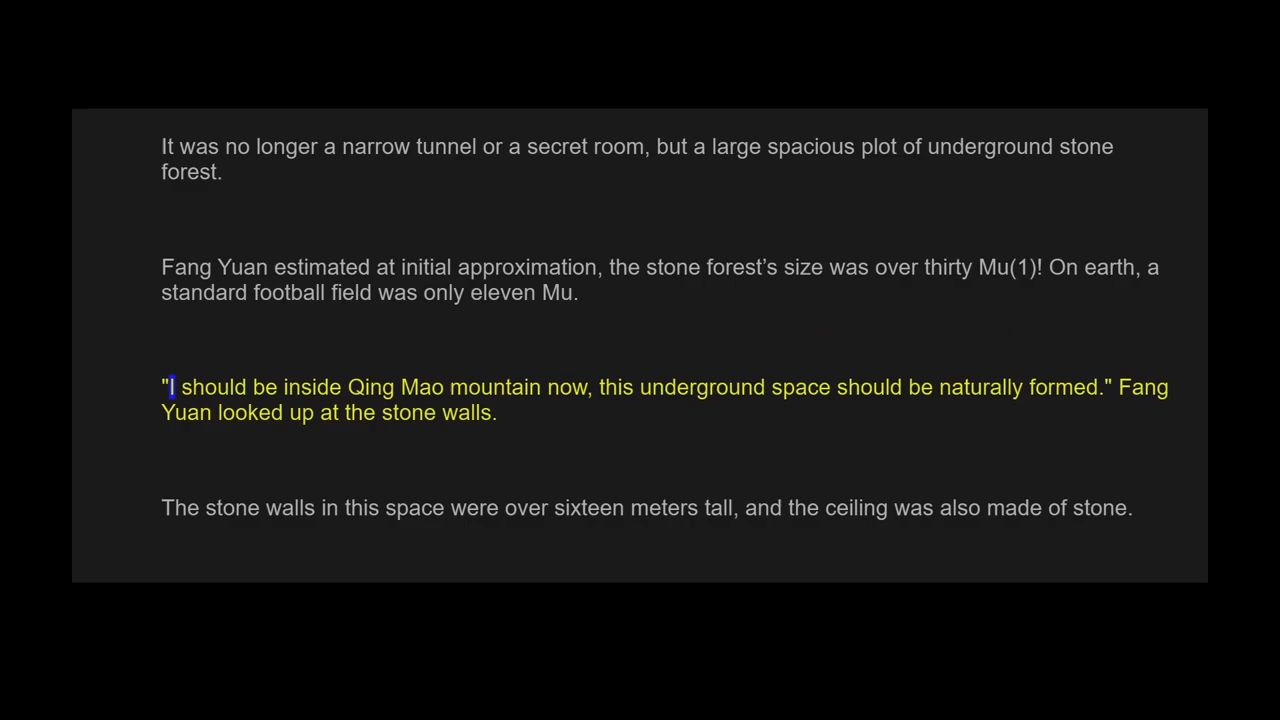 It was no longer a narrow tunnel or a secret room, but a large spacious plot of underground stone
forest.
Fang Yuan estimated at initial approximation, the stone forest’s size was over thirty Mu(1)! On earth, a
standard football field was only eleven Mu.
"I should be inside Qing Mao mountain now, this underground space should be naturally formed." Fang
Yuan looked up at the stone walls.
The stone walls in this space were over sixteen meters tall, and the ceiling was also made of stone.